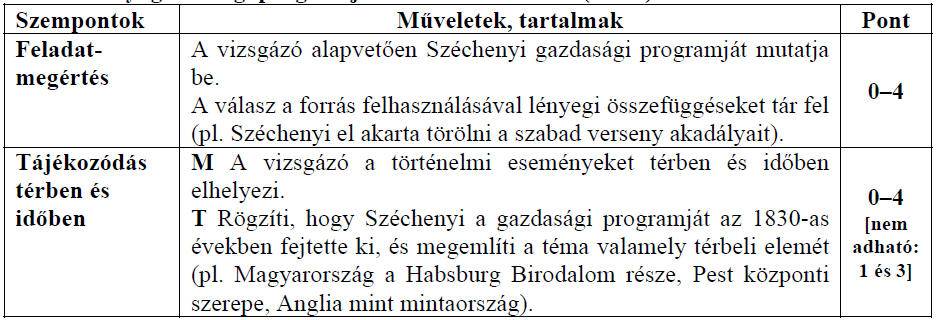 Szempontok Műveletek, tartalmak Pont
Feladat-
megértés
A vizsgázó alapvetően Széchenyi gazdasági programját mutatja
be.
A válasz a forrás felhasználásával lényegi összefüggéseket tár fel
(pl. Széchenyi el akarta törölni a szabad verseny akadályait).
0–4
Tájékozódás
térben és
időben
M A vizsgázó a történelmi eseményeket térben és időben
elhelyezi.
T Rögzíti, hogy Széchenyi a gazdasági programját az 1830-as
években fejtette ki, és megemlíti a téma valamely térbeli elemét
(pl. Magyarország a Habsburg Birodalom része, Pest központi
szerepe, Anglia mint mintaország).
0–4
[nem
adható:
1 és 3]